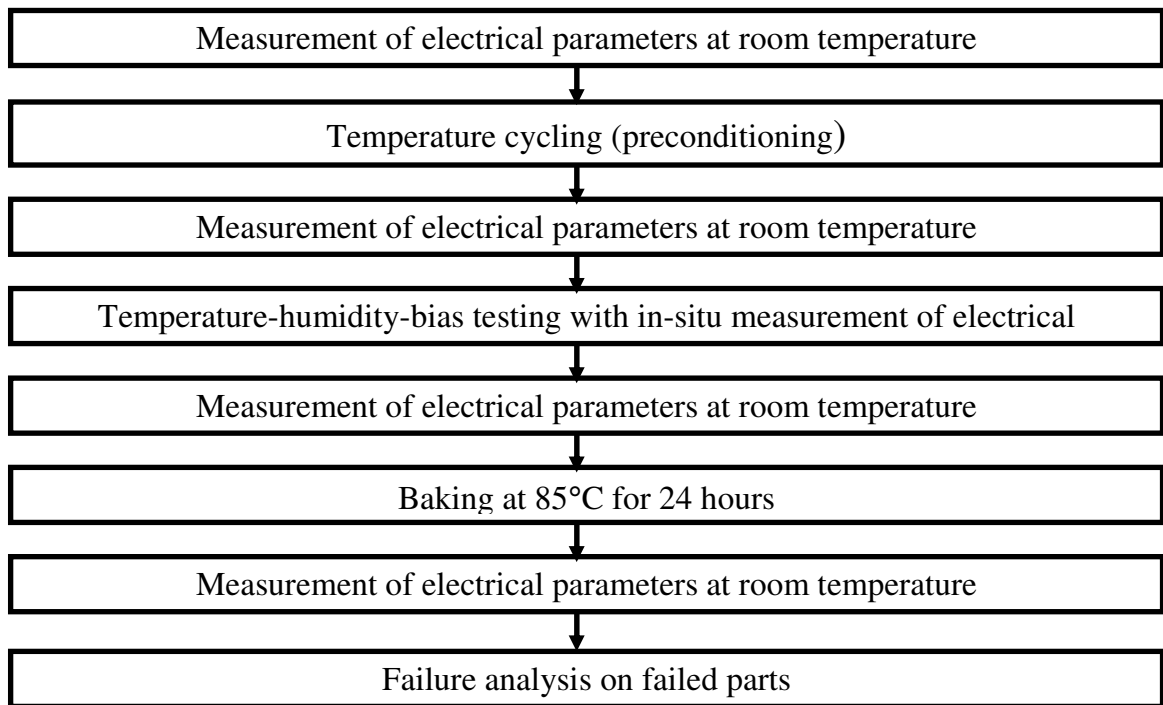 Measurement of electrical parameters at room temperature
Temperature cycling (preconditioning)
Measurement of electrical parameters at room temperature
Temperature-humidity-bias testing with in-situ measurement of electrical
Measurement of electrical parameters at room temperature
Baking at 85°C for 24 hours
Measurement of electrical parameters at room temperature
Failure analysis on failed parts